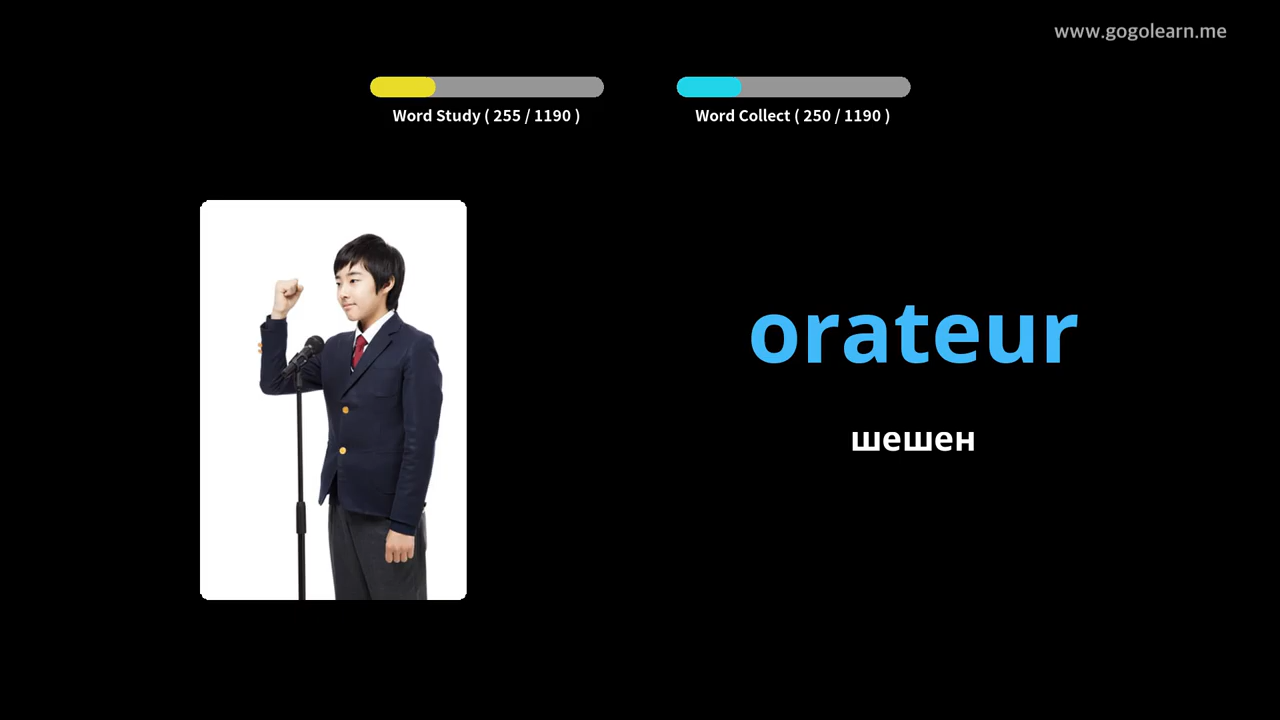 www.gogolearn.me
Word Study ( 255 / 1190 )
Word Collect ( 250 / 1190 )
orateur
шешен